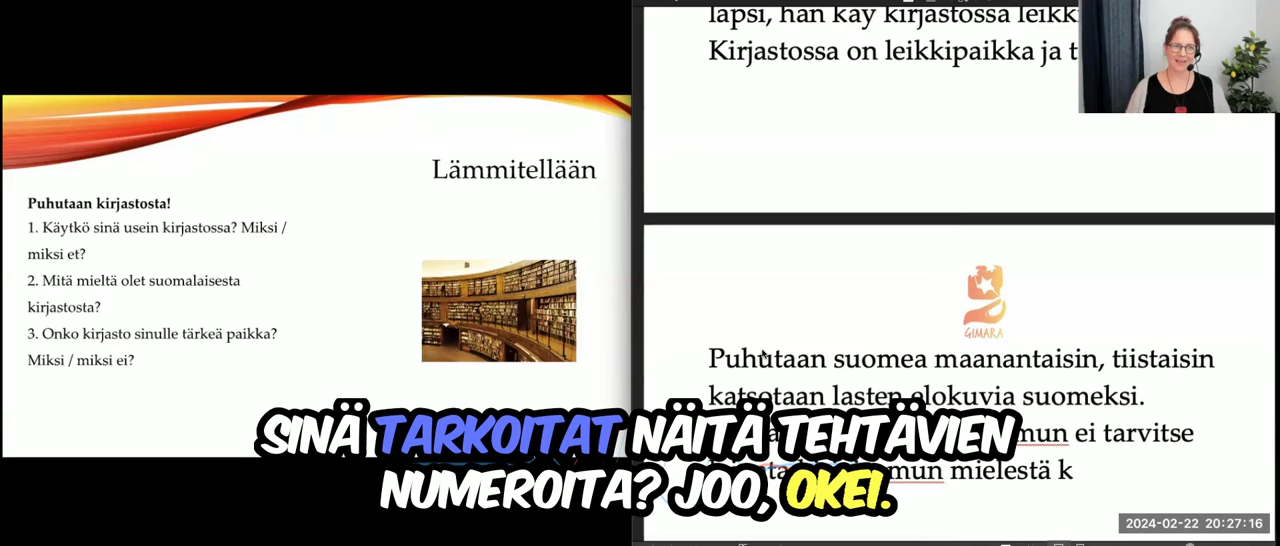 Lämmitellään
Puhutaan kirjastosta!
1. Käytkö sinä usein kirjastossa? Miksi /
miksi et?
2. Mitä mieltä olet suomalaisesta
kirjastosta?
3. Onko kirjasto sinulle tärkeä paikka?
Miksi / miksi ei?
lapsi, hän käy kirjastossa
Kirjastossa on leikkipaikka ja
GIMARA
Puhutaan suomea maanantaisin, tiistaisin
katsotaan lasten elokuvia suomeksi.
mun ei tarvitse
mun mielestä k
SINÄ TARKOITAT NÄITÄ TEHTÄVIEN
NUMEROITA? JOO, OKEI.
2024-02-22 20:27:16